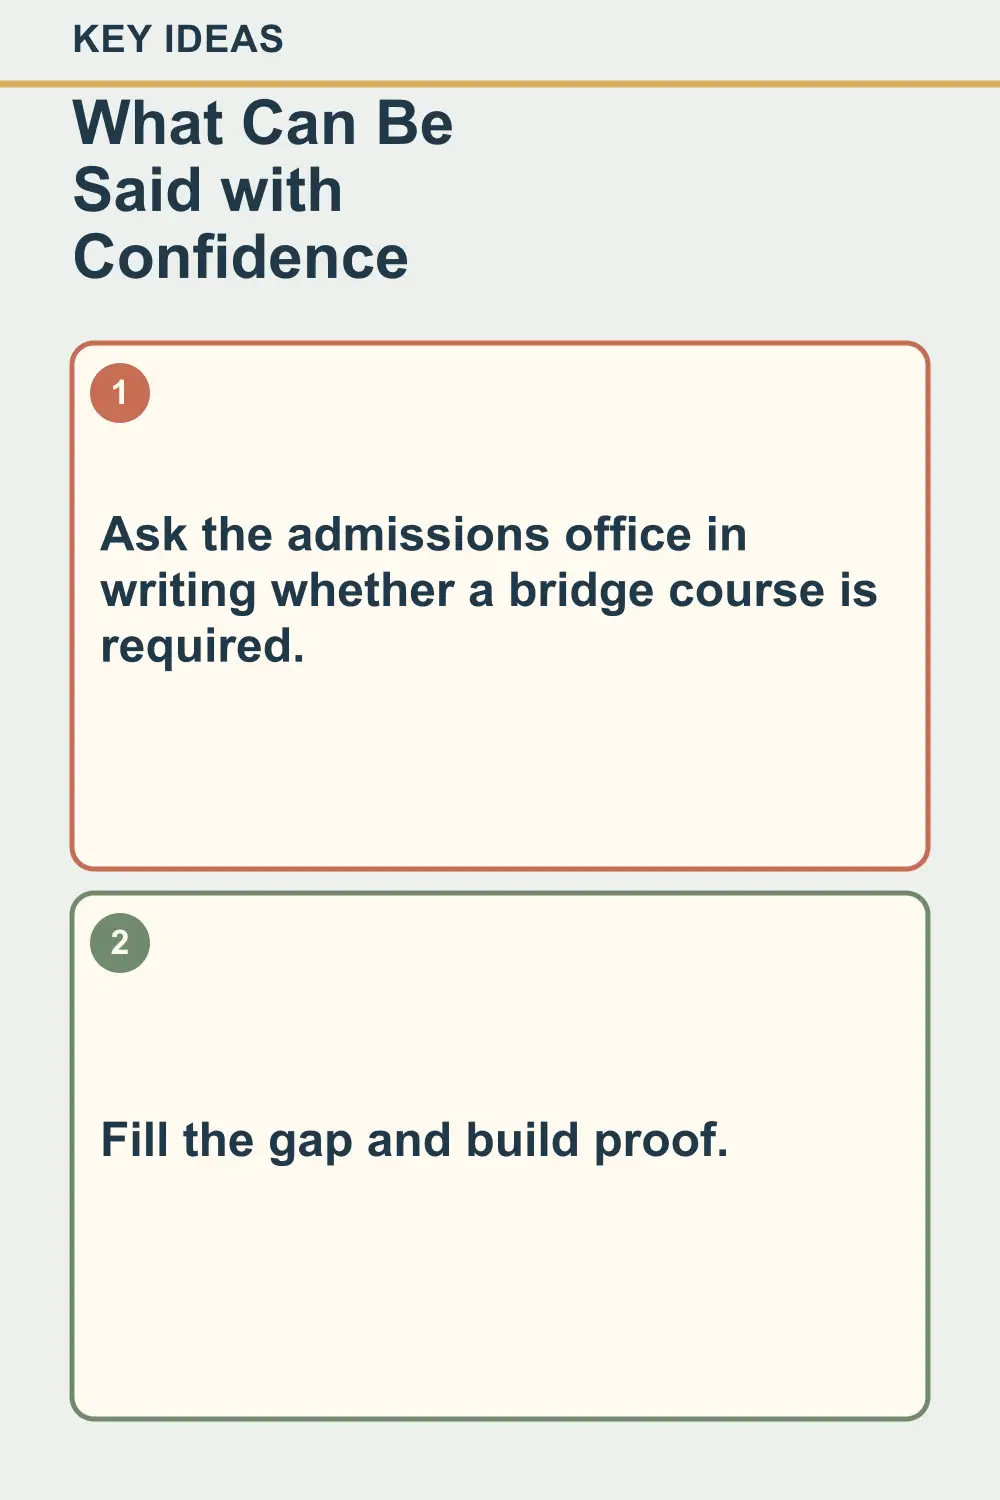 KEY IDEAS
What Can Be
Said with
Confidence
1
Ask the admissions office in
writing whether a bridge course is
required.
2
Fill the gap and build proof.